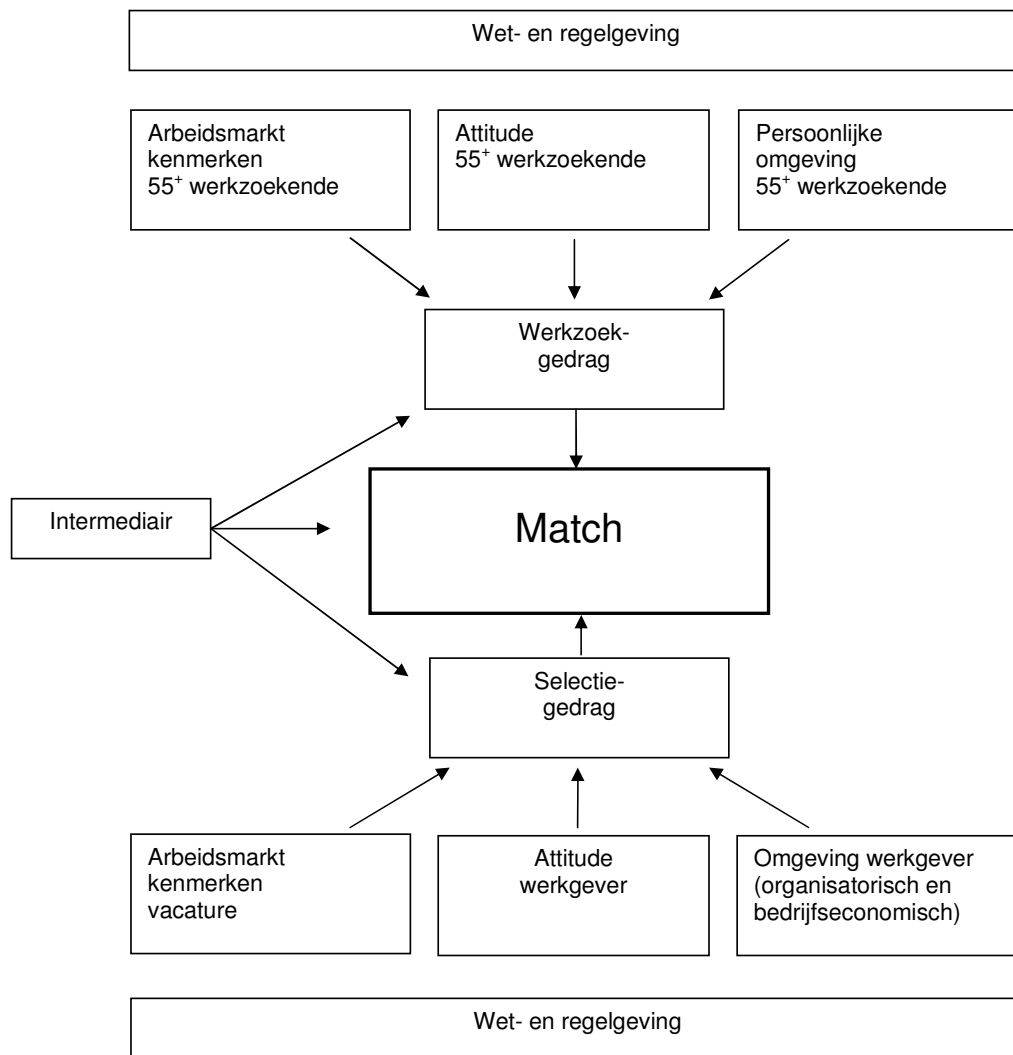 Wet- en regelgeving
Arbeidsmarkt
kenmerken
55+ werkzoekende
Attitude
55+ werkzoekende
Persoonlijke
omgeving
55+ werkzoekende
Werkzoek-
gedrag
Intermediair
Match
Selectie-
gedrag
Arbeidsmarkt
kenmerken
vacature
Attitude
werkgever
Omgeving werkgever
(organisatorisch en
bedrijfseconomisch)
Wet- en regelgeving